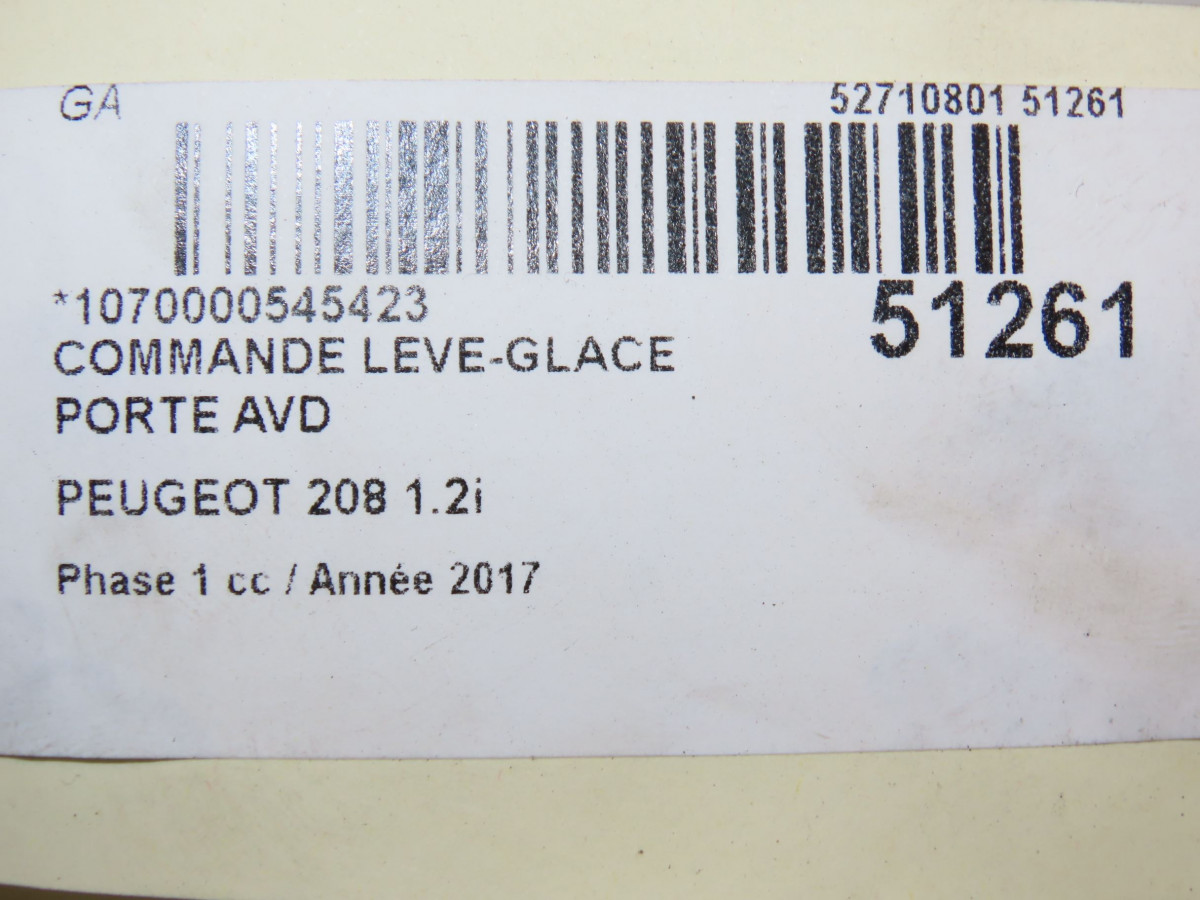 GA 52710801 51261
*1070000545423
51261
COMMANDE LEVE-GLACE
PORTE AVD
PEUGEOT 208 1.2i
Phase 1 cc / Année 2017